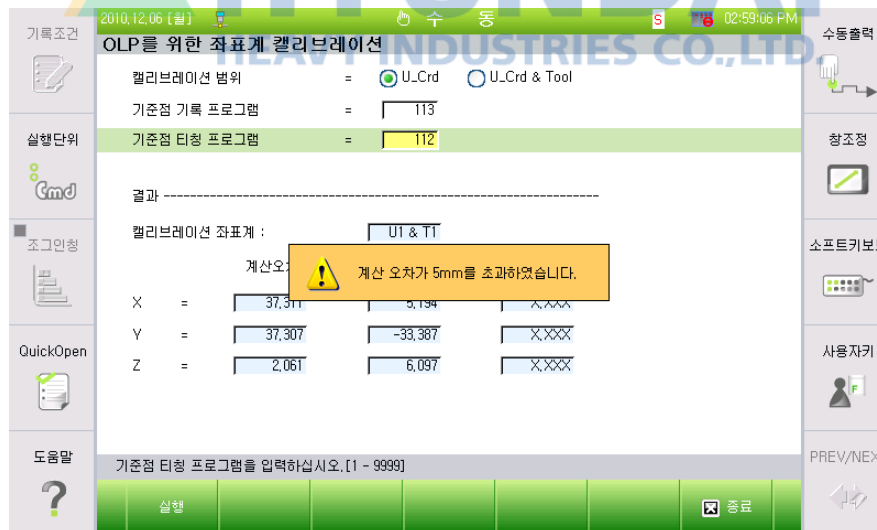 HYUNDAI
HEAVY INDUSTRIES CO.,LTD.
2010,12,06 [월] 수 동 S 02:59:06 PM
OLP를 위한 좌표계 캘리브레이션
캘리브레이션 범위 = U_Crd U_Crd & Tool
기준점 기록 프로그램 = 113
기준점 티칭 프로그램 = 112
결과 ----------------------------------------------------------------
캘리브레이션 좌표계 : U1 & T1
계산오
계산 오차가 5mm를 초과하였습니다.
X = 37,311 5,194 X,XXX
Y = 37,307 -33,387 X,XXX
Z = 2,061 6,097 X,XXX
기준점 티칭 프로그램을 입력하십시오.[1 - 9999]
실행 종료
기록조건
실행단위
Cmd
조그인칭
QuickOpen
도움말
?
수동출력
창조정
소프트키보
사용자키
F
PREV/NEX